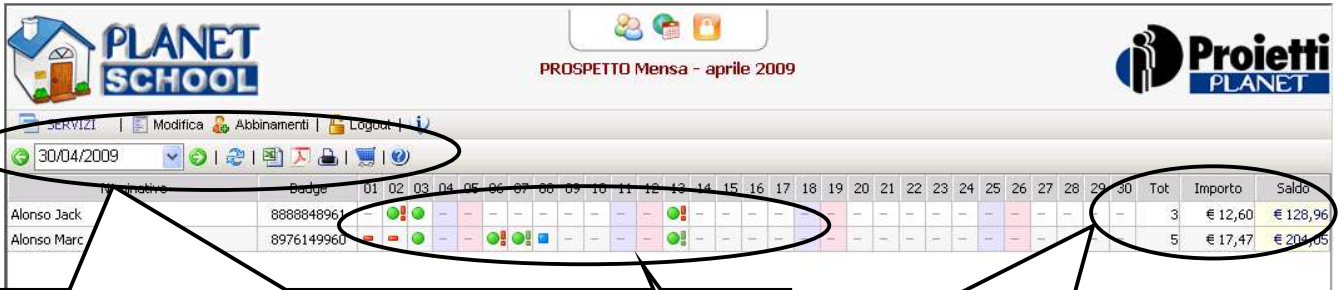 PLANET
SCHOOL
PROSPETTO Mensa - aprile 2009
Proietti
PLANET
SERVIZI | Modifica Abbinamenti | Logout |
30/04/2009
Nominativo Badge 01 02 03 04 05 06 07 08 09 10 11 12 13 14 15 16 17 18 19 20 21 22 23 24 25 26 27 28 29 30 Tot Importo Saldo
Alonso Jack 8888848961 - - - - - - - - - - - - - - - - - - - - - - - - - - - 3 € 12,60 € 128,96
Alonso Marc 8976149960 - - - - - - - - - - - - - - - - - - - - - - - 5 € 17,47 € 204,05